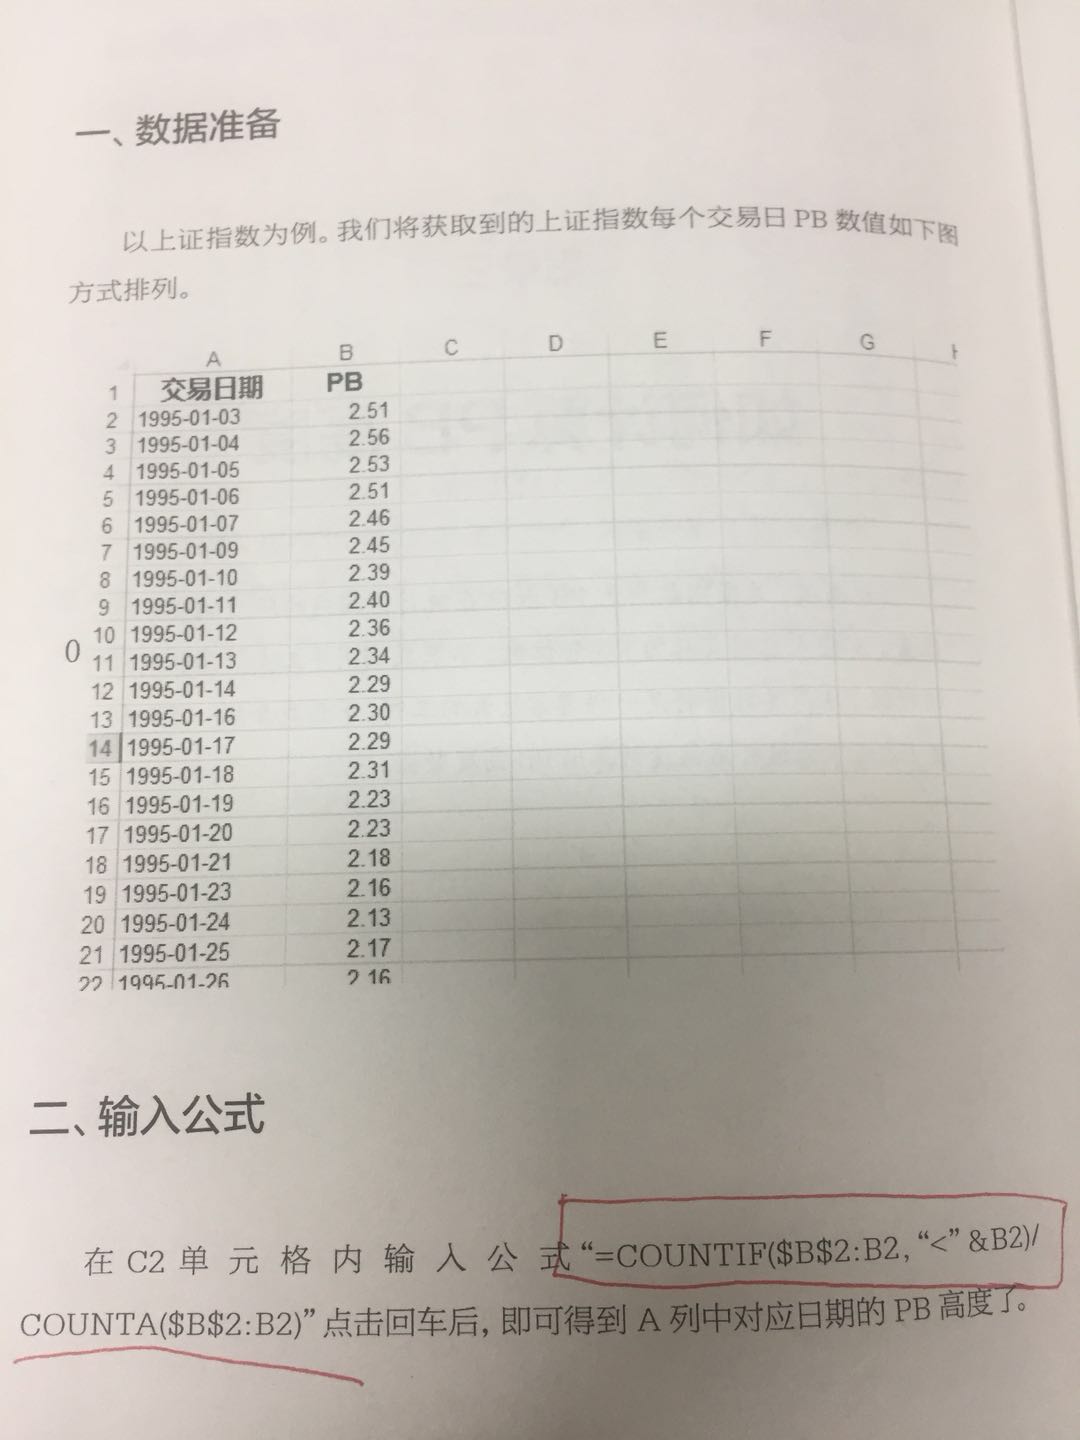 一、数据准备
以上证指数为例。我们将获取到的上证指数每个交易日 PB 数值如下图
方式排列。
A B C D E F G
1 交易日期 PB
2 1995-01-03 2.51
3 1995-01-04 2.56
4 1995-01-05 2.53
5 1995-01-06 2.51
6 1995-01-07 2.46
7 1995-01-09 2.45
8 1995-01-10 2.39
9 1995-01-11 2.40
10 1995-01-12 2.36
0
11 1995-01-13 2.34
12 1995-01-14 2.29
13 1995-01-16 2.30
14 1995-01-17 2.29
15 1995-01-18 2.31
16 1995-01-19 2.23
17 1995-01-20 2.23
18 1995-01-21 2.18
19 1995-01-23 2.16
20 1995-01-24 2.13
21 1995-01-25 2.17
22 1995-01-26 2.16
二、输入公式
在 C2 单元格内输入公式“=COUNTIF($B$2:B2, “<” &B2)/
COUNTA($B$2:B2)” 点击回车后, 即可得到 A 列中对应日期的 PB 高度了。